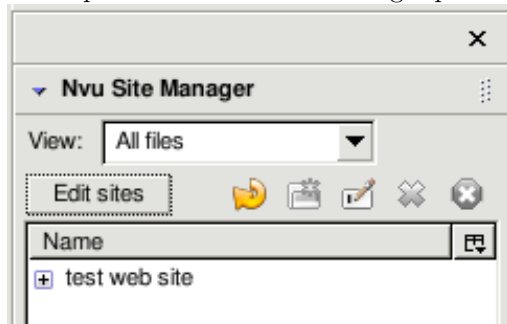 Nvu Site Manager
View: All files
Edit sites
Name
test web site